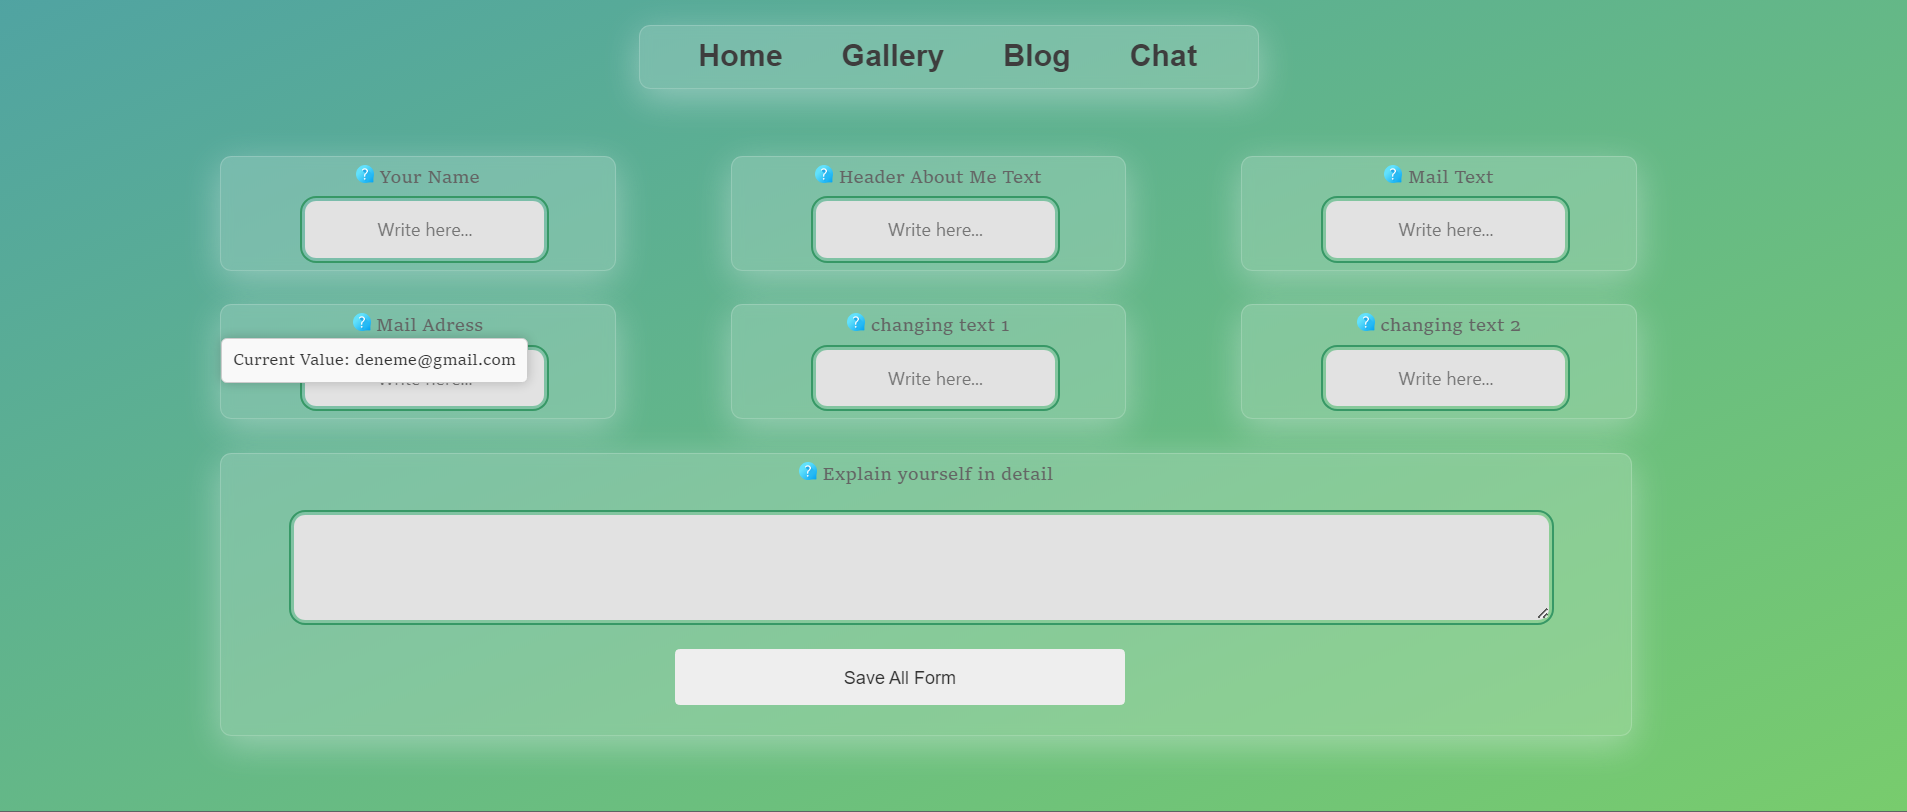 Home Gallery Blog Chat
? Your Name
Write here...
? Header About Me Text
Write here...
? Mail Text
Write here...
? Mail Adress
Current Value: deneme@gmail.com
Write here...
? changing text 1
Write here...
? changing text 2
Write here...
? Explain yourself in detail
Save All Form